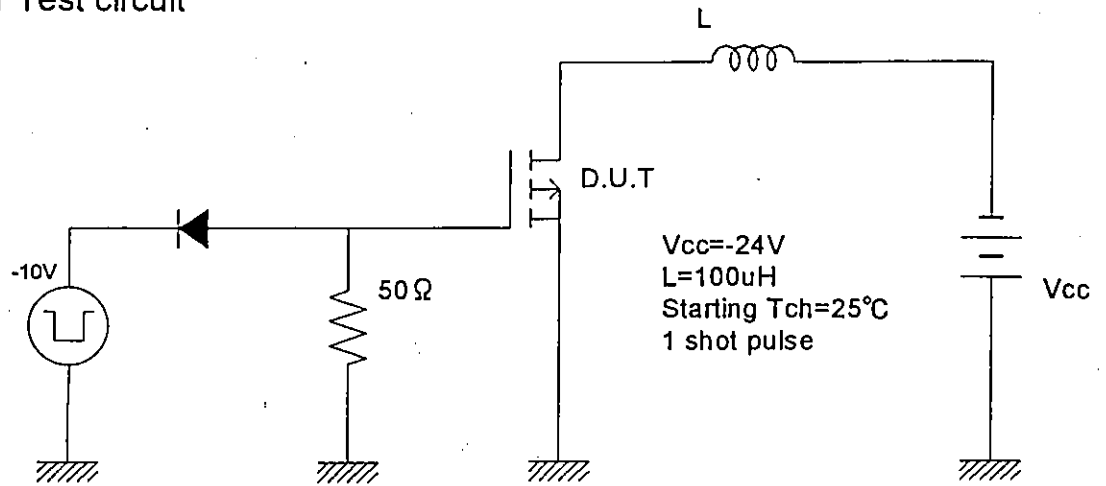 Test circuit
L
D.U.T
-10V
50Ω
Vcc=-24V
L=100uH
Starting Tch=25℃
1 shot pulse
Vcc